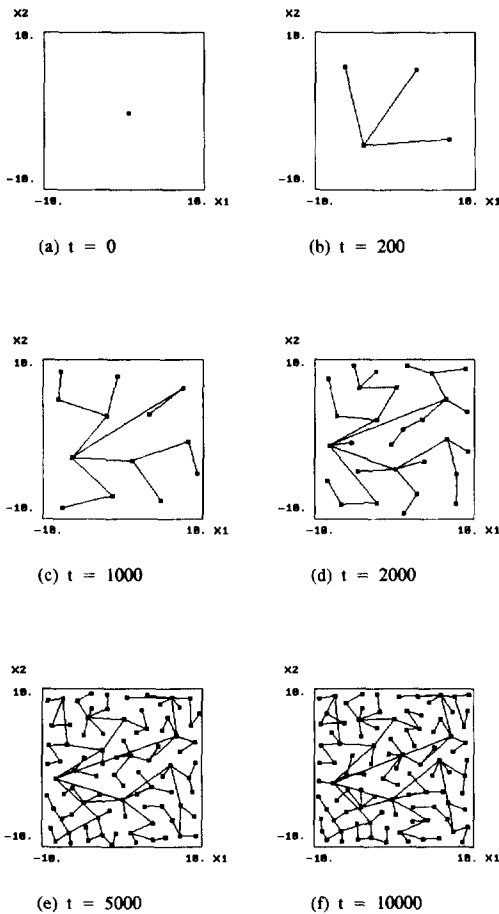 X2 X2
10. 10.
-10. -10.
-10. 10. X1 -10. 10. X1
(a) t = 0 (b) t = 200
X2 X2
10. 10.
-10. -10.
-10. 10. X1 -10. 10. X1
(c) t = 1000 (d) t = 2000
X2 X2
10. 10.
-10. -10.
-10. 10. X1 -10. 10. X1
(e) t = 5000 (f) t = 10000